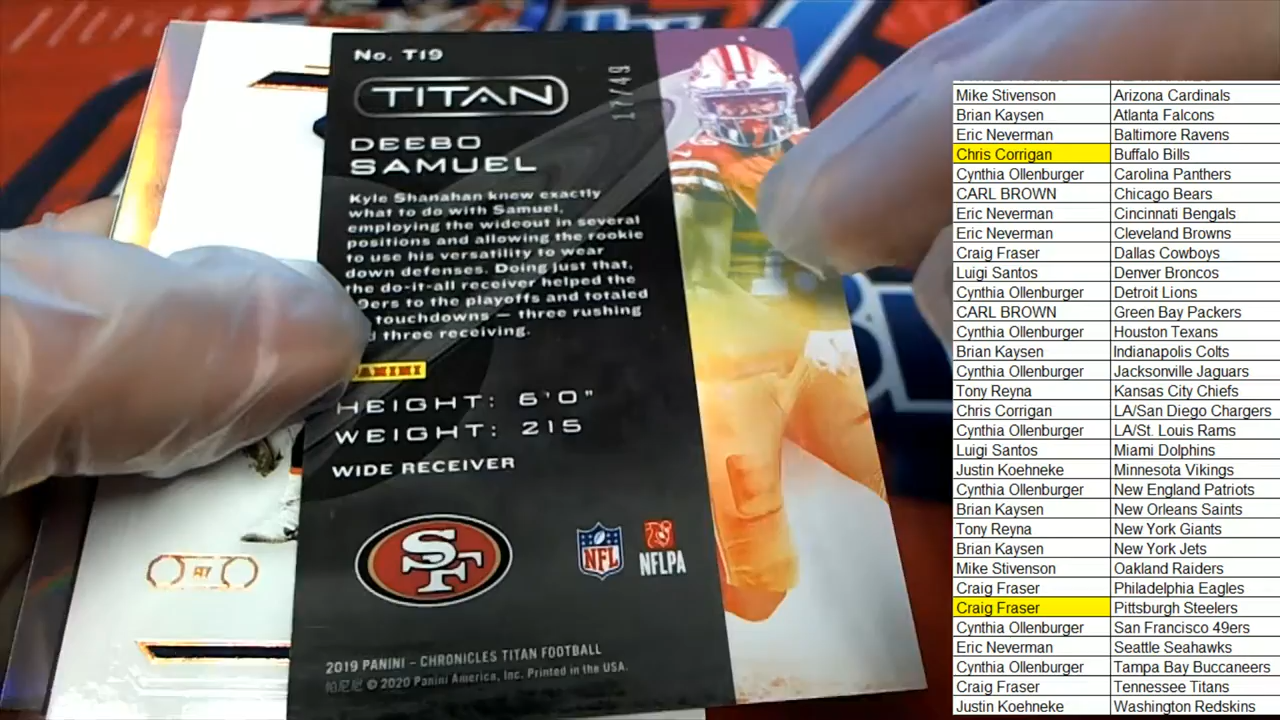 No. T19
17/49
TITAN
DEEBO
SAMUEL
Kyle Shanahan knew exactly
what to do with Samuel,
employing the wideout in several
positions and allowing the rookie
to use his versatility to wear
down defenses. Doing just that,
the do-it-all receiver helped the
9ers to the playoffs and totaled
touchdowns — three rushing
three receiving.
PANINI
HEIGHT: 6'0"
WEIGHT: 215
WIDE RECEIVER
SF
NFL
NFLPA
2019 PANINI - CHRONICLES TITAN FOOTBALL
帕尼尼 © 2020 Panini America, Inc. Printed in the USA.
Mike Stivenson Arizona Cardinals
Brian Kaysen Atlanta Falcons
Eric Neverman Baltimore Ravens
Chris Corrigan Buffalo Bills
Cynthia Ollenburger Carolina Panthers
CARL BROWN Chicago Bears
Eric Neverman Cincinnati Bengals
Eric Neverman Cleveland Browns
Craig Fraser Dallas Cowboys
Luigi Santos Denver Broncos
Cynthia Ollenburger Detroit Lions
CARL BROWN Green Bay Packers
Cynthia Ollenburger Houston Texans
Brian Kaysen Indianapolis Colts
Cynthia Ollenburger Jacksonville Jaguars
Tony Reyna Kansas City Chiefs
Chris Corrigan LA/San Diego Chargers
Cynthia Ollenburger LA/St. Louis Rams
Luigi Santos Miami Dolphins
Justin Koehneke Minnesota Vikings
Cynthia Ollenburger New England Patriots
Brian Kaysen New Orleans Saints
Tony Reyna New York Giants
Brian Kaysen New York Jets
Mike Stivenson Oakland Raiders
Craig Fraser Philadelphia Eagles
Craig Fraser Pittsburgh Steelers
Cynthia Ollenburger San Francisco 49ers
Eric Neverman Seattle Seahawks
Cynthia Ollenburger Tampa Bay Buccaneers
Craig Fraser Tennessee Titans
Justin Koehneke Washington Redskins